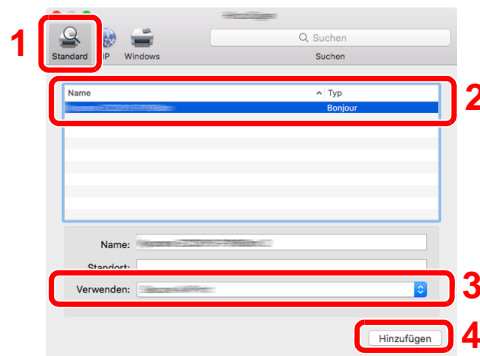 1
Suchen
Standard IP Windows Suchen
2
Name Typ
Bonjour
Name:
Standort:
3
Verwenden:
4
Hinzufügen